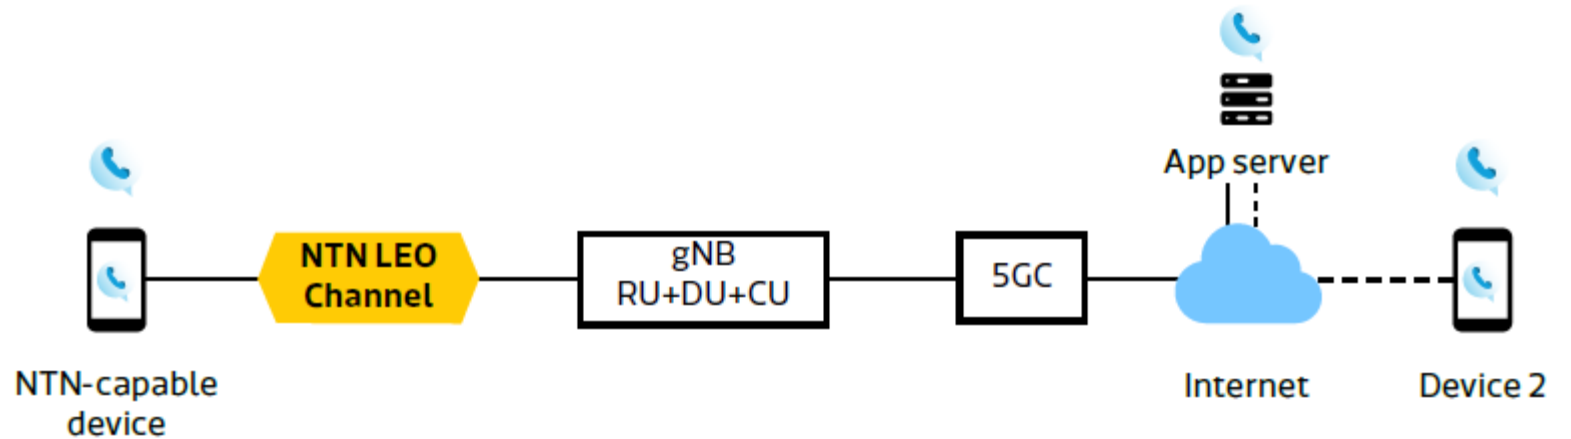 App server
NTN LEO
Channel
gNB
RU+DU+CU
5GC
NTN-capable
device
Internet
Device 2